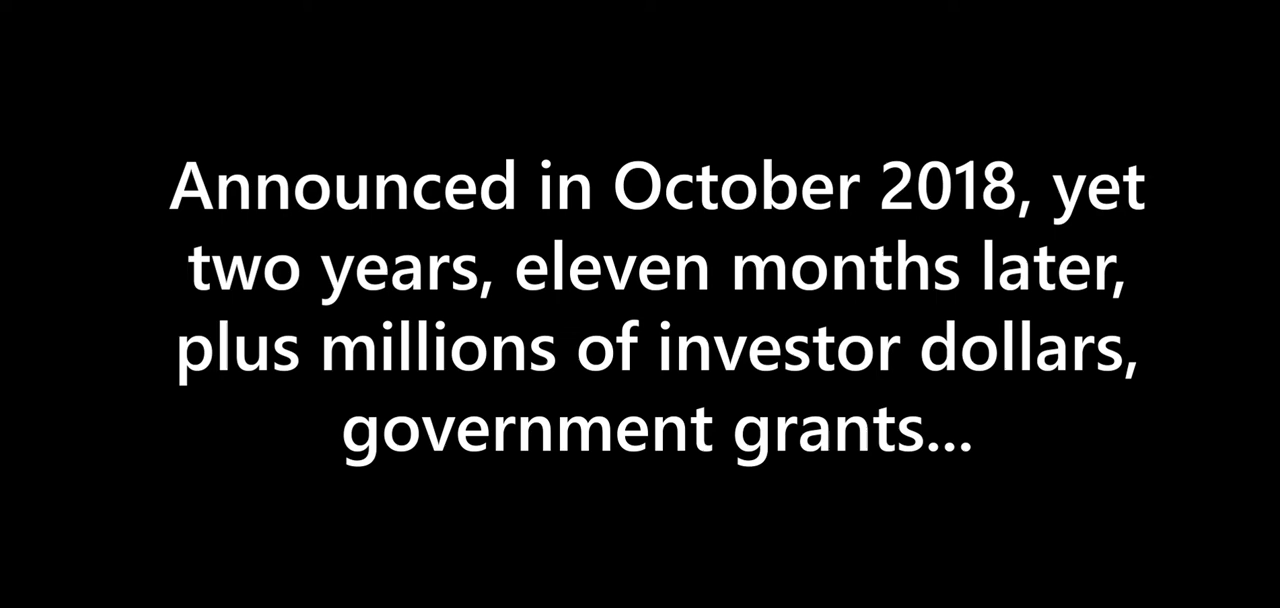 Announced in October 2018, yet
two years, eleven months later,
plus millions of investor dollars,
government grants...